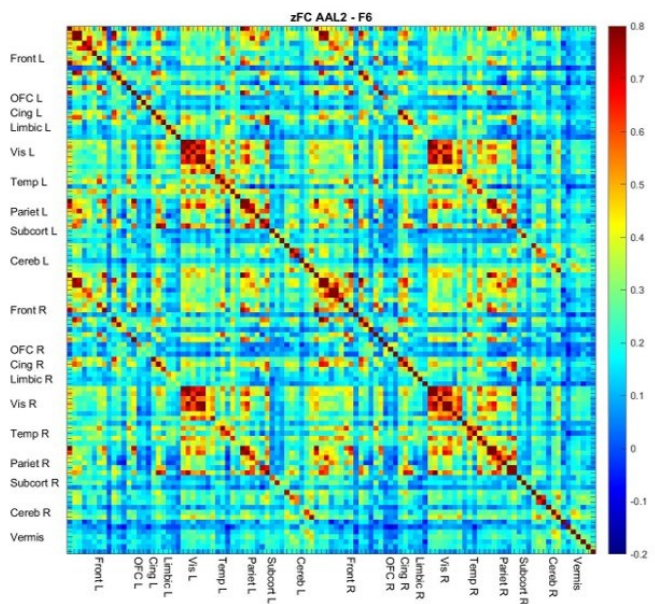 zFC AAL2 - F6
Front L
OFC L
Cing L
Limbic L
Vis L
Temp L
Pariet L
Subcort L
Cereb L
Front R
OFC R
Cing R
Limbic R
Vis R
Temp R
Pariet R
Subcort R
Cereb R
Vermis
0.8
0.7
0.6
0.5
0.4
0.3
0.2
0.1
0
-0.1
-0.2
Front L
OFC L
Cing L
Limbic L
Vis L
Temp L
Pariet L
Subcort L
Cereb L
Front R
OFC R
Cing R
Limbic R
Vis R
Temp R
Pariet R
Subcort R
Cereb R
Vermis